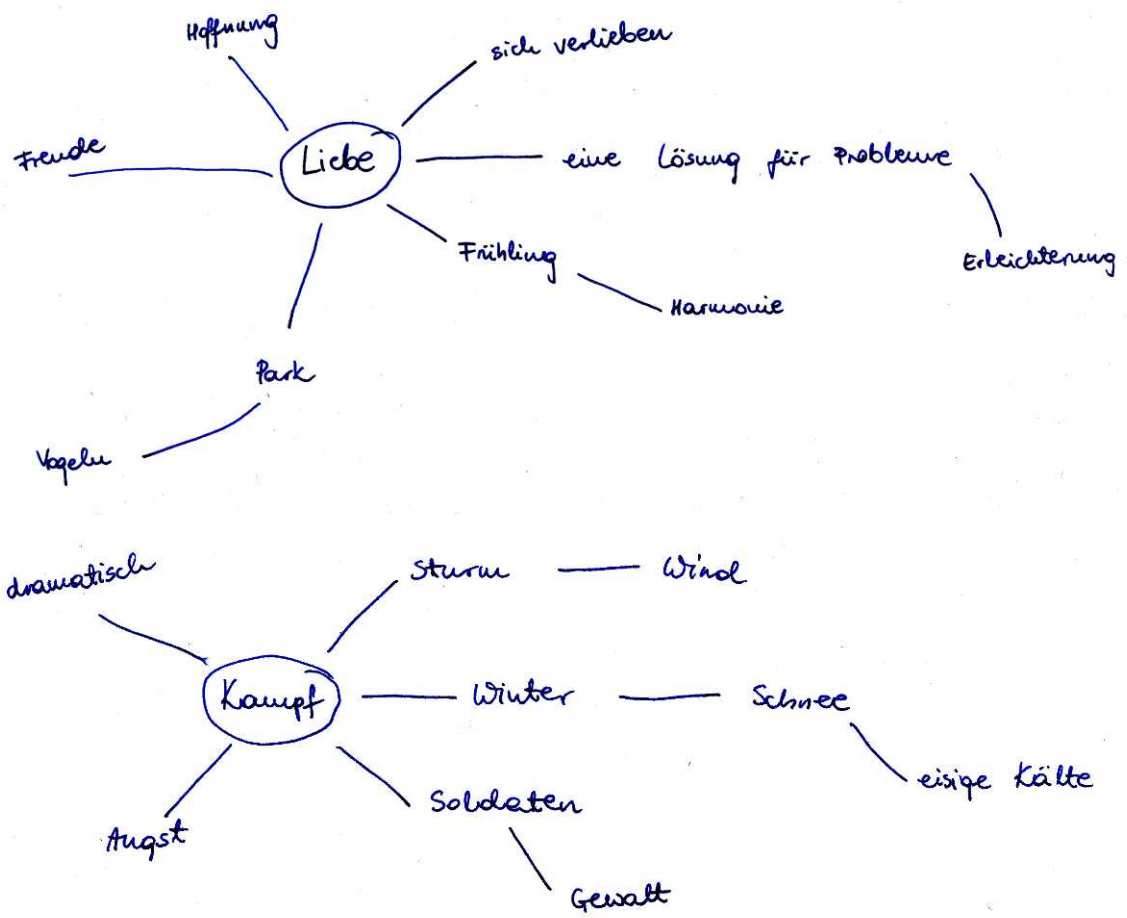 Hoffnung
sich verlieben
Freude
Liebe
eine Lösung für Probleme
Frühling
Erleichterung
Harmonie
Park
Vogeln
dramatisch
Sturm
Wind
Kampf
Winter
Schnee
eisige Kälte
Soldaten
Angst
Gewalt